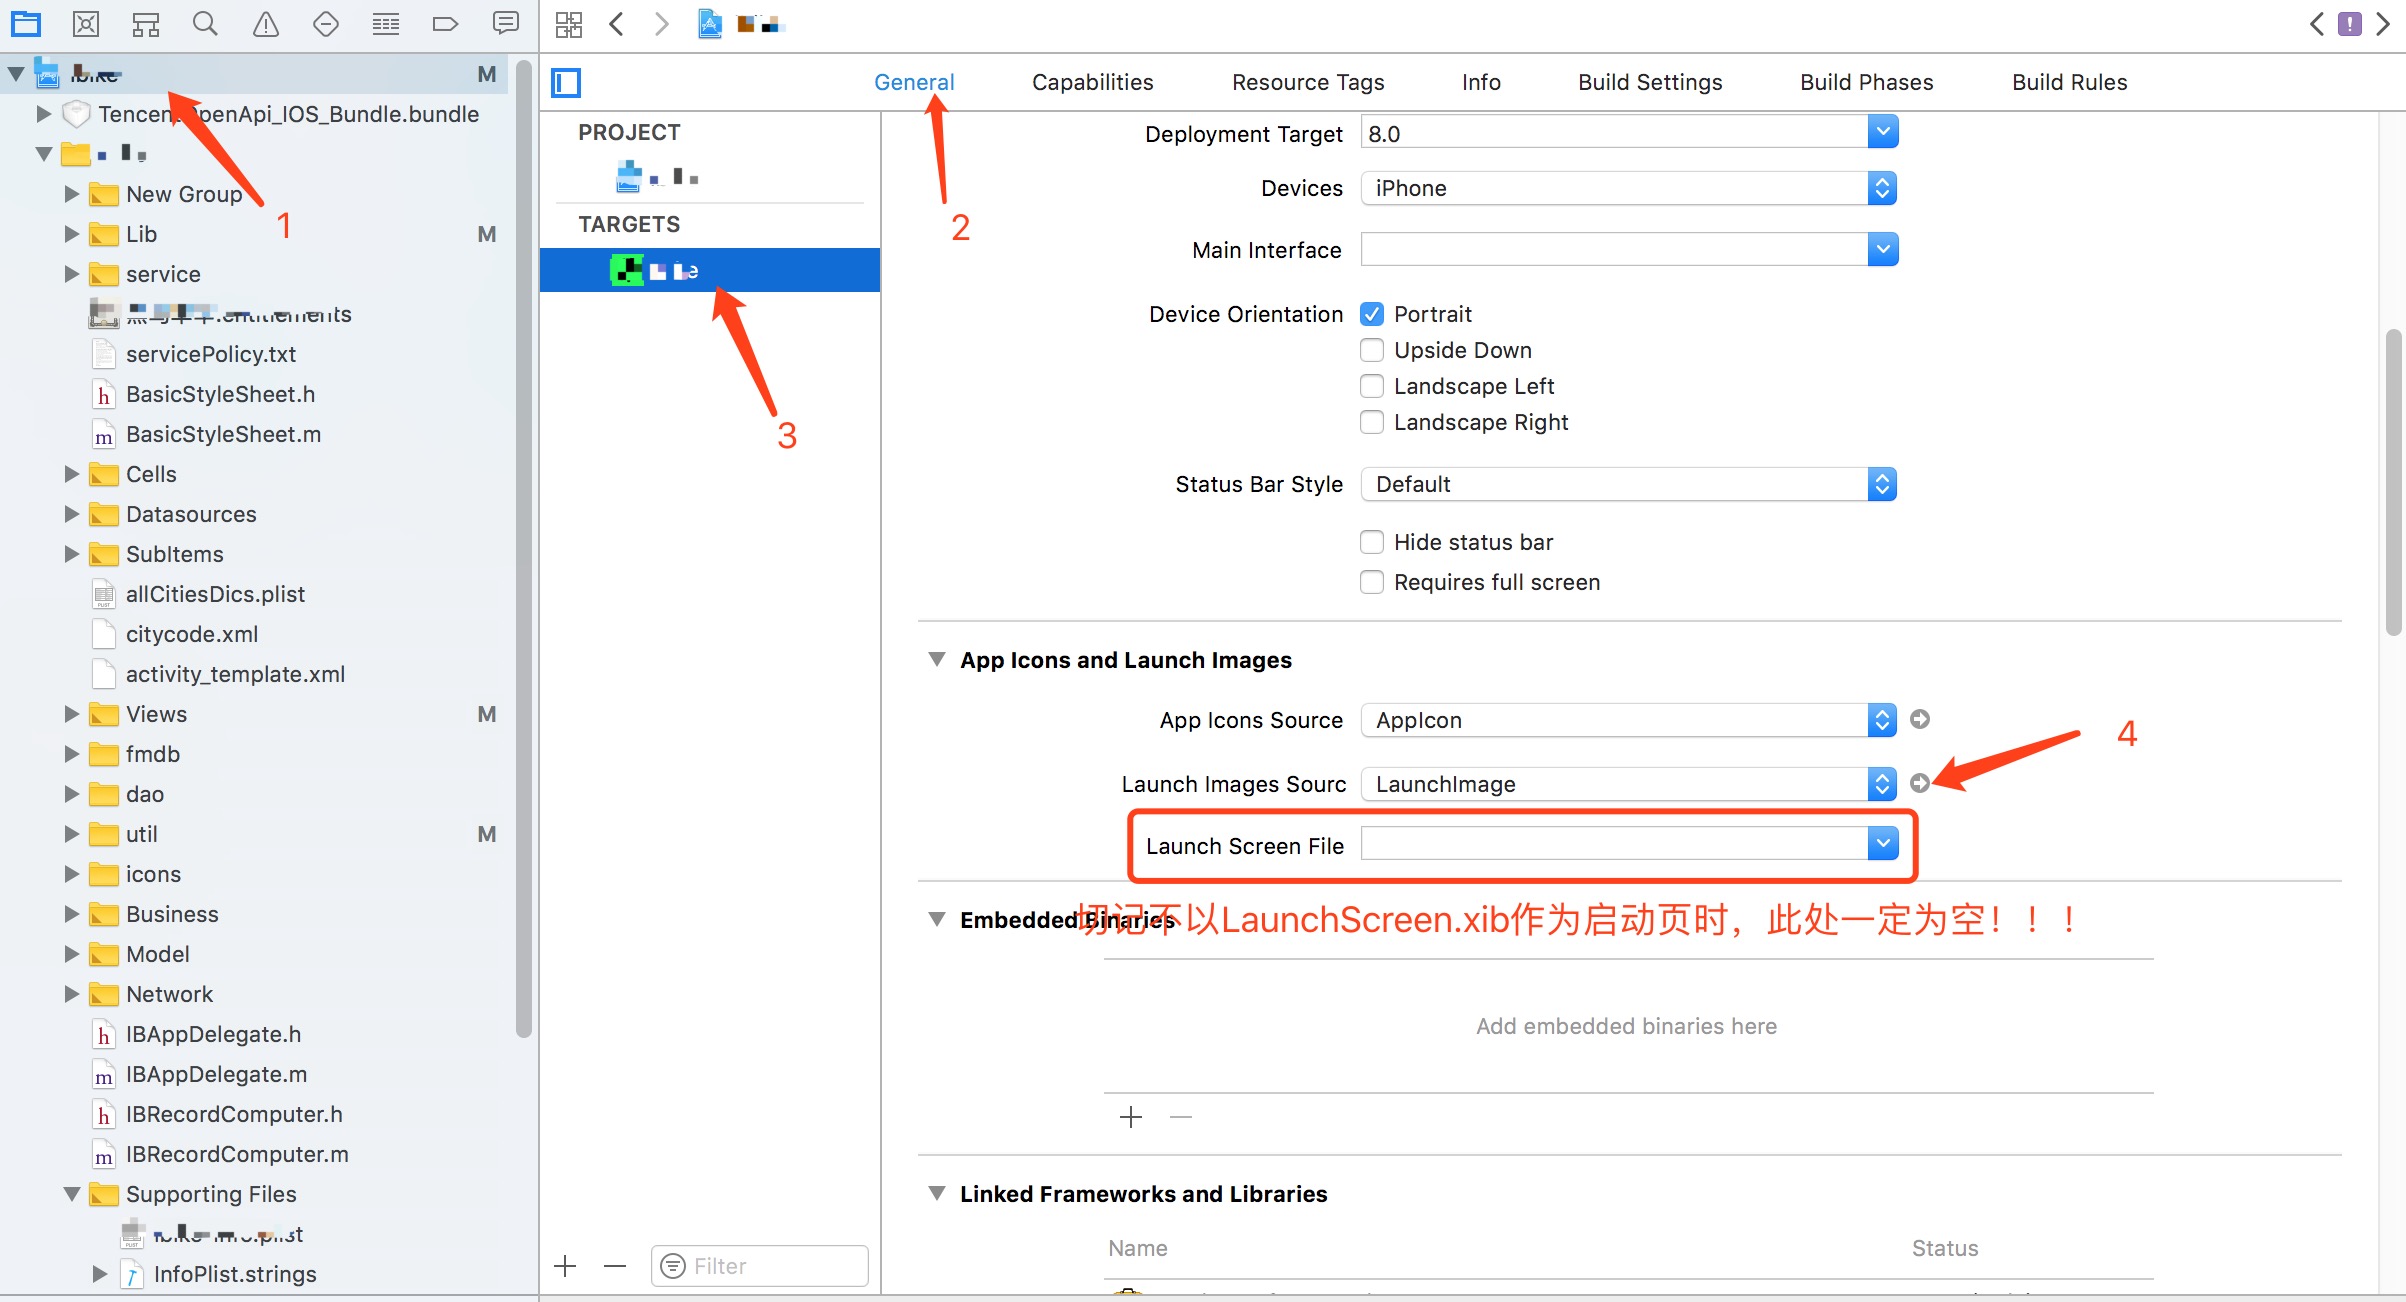 M
TencentOpenApi_IOS_Bundle.bundle
New Group
1
Lib
M
service
.entitlements
servicePolicy.txt
BasicStyleSheet.h
BasicStyleSheet.m
Cells
Datasources
SubItems
allCitiesDics.plist
citycode.xml
activity_template.xml
Views
M
fmdb
dao
util
M
icons
Business
Model
Network
IBAppDelegate.h
IBAppDelegate.m
IBRecordComputer.h
IBRecordComputer.m
Supporting Files
InfoPlist.strings
General
Capabilities
Resource Tags
Info
Build Settings
Build Phases
Build Rules
PROJECT
TARGETS
2
3
Filter
Deployment Target
8.0
Devices
iPhone
Main Interface
Device Orientation
Portrait
Upside Down
Landscape Left
Landscape Right
Status Bar Style
Default
Hide status bar
Requires full screen
App Icons and Launch Images
App Icons Source
AppIcon
Launch Images Sourc
LaunchImage
4
Launch Screen File
Embedded Binaries
切记不以LaunchScreen.xib作为启动页时，此处一定为空！！！
Add embedded binaries here
Linked Frameworks and Libraries
Name
Status